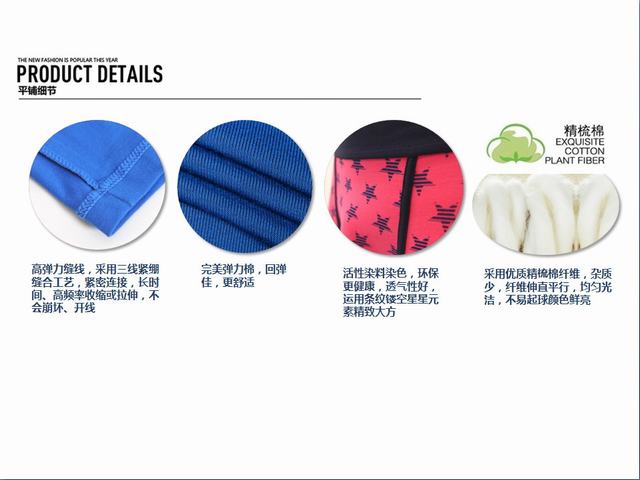 THE NEW FASHION IS POPULAR THIS YEAR
PRODUCT DETAILS
平铺细节
高弹力缝线，采用三线紧绷
缝合工艺，紧密连接，长时
间、高频率收缩或拉伸，不
会崩坏、开线
完美弹力棉，回弹
佳，更舒适
活性染料染色，环保
更健康，透气性好，
运用条纹镂空星星元
素精致大方
精梳棉
EXQUISITE
COTTON
PLANT FIBER
采用优质精梳棉纤维，杂质
少，纤维伸直平行，均匀光
洁，不易起球颜色鲜亮